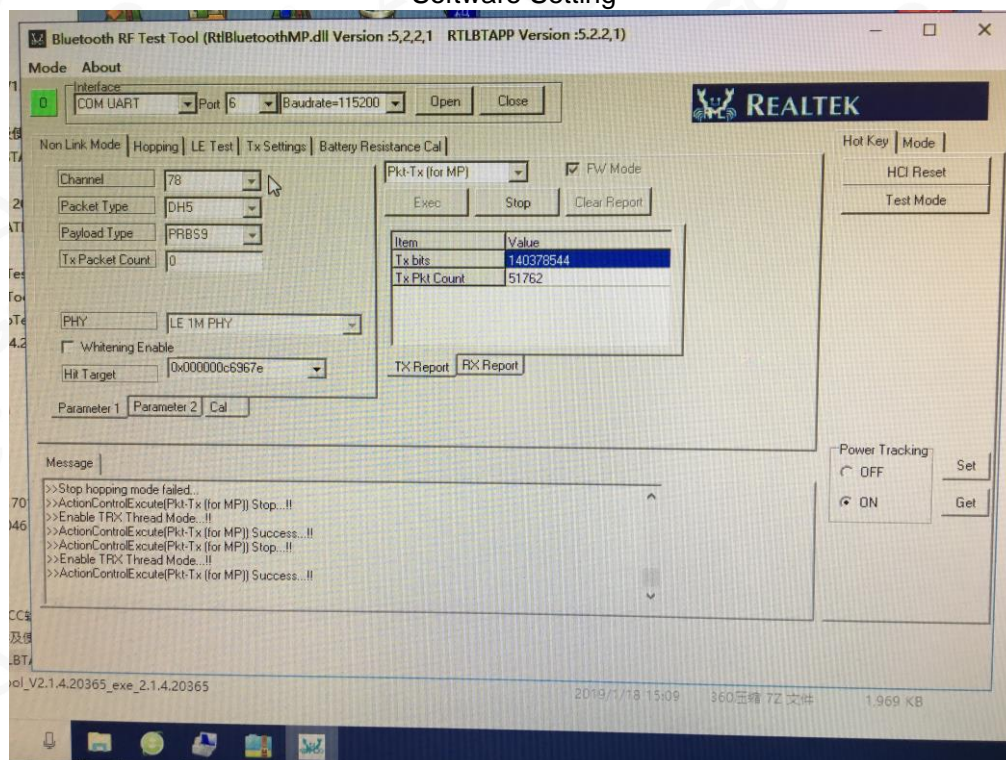 Software Setting
Bluetooth RF Test Tool (RtlBluetoothMP.dll Version :5,2,2,1 RTLBTAPP Version :5.2.2,1)
Mode About
Interface
0 COM UART Port 6 Baudrate=115200 Open Close
REALTEK
Non Link Mode Hopping LE Test Tx Settings Battery Resistance Cal
Hot Key Mode
Channel 78
Pkt-Tx (for MP) FW Mode
HCI Reset
Packet Type DH5
Exec Stop Clear Report
Test Mode
Payload Type PRBS9
Tx Packet Count 0
Item Value
Tx bits 140378544
Tx Pkt Count 51762
PHY LE 1M PHY
Whitening Enable
Hit Target 0x000000c6967e
TX Report RX Report
Parameter 1 Parameter 2 Cal
Message
>>Stop hopping mode failed...
>>ActionControlExcute(Pkt-Tx (for MP)) Stop...!!
>>Enable TRX Thread Mode...!!
>>ActionControlExcute(Pkt-Tx (for MP)) Success...!!
>>ActionControlExcute(Pkt-Tx (for MP)) Stop...!!
>>Enable TRX Thread Mode...!!
>>ActionControlExcute(Pkt-Tx (for MP)) Success...!!
Power Tracking
OFF Set
ON Get
ool_V2.1.4.20365_exe_2.1.4.20365 2019/1/18 15:09 360压缩 7Z 文件 1,969 KB